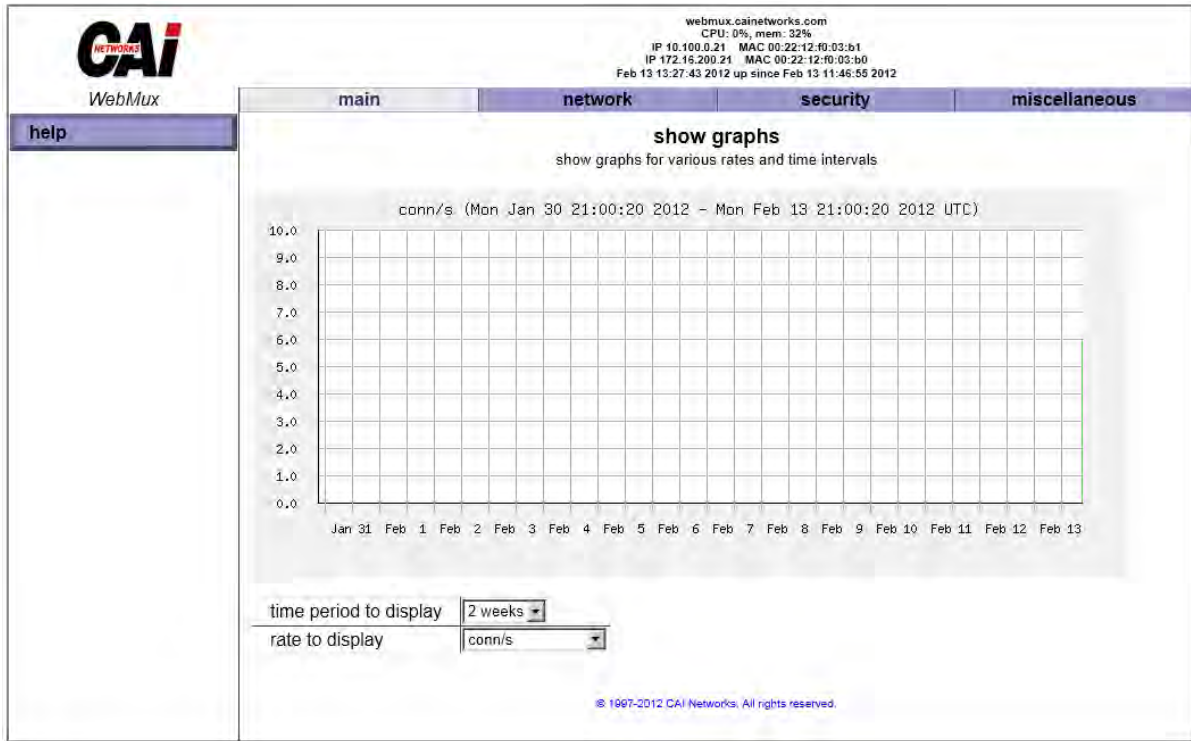 CAi
NETWORKS
WebMux
webmux.cainetworks.com
CPU: 0%, mem: 32%
IP 10.100.0.21 MAC 00:22:12:f0:03:b1
IP 172.16.200.21 MAC 00:22:12:f0:03:b0
Feb 13 13:27:43 2012 up since Feb 13 11:46:55 2012
main network security miscellaneous
help
show graphs
show graphs for various rates and time intervals
conn/s (Mon Jan 30 21:00:20 2012 - Mon Feb 13 21:00:20 2012 UTC)
10.0
9.0
8.0
7.0
6.0
5.0
4.0
3.0
2.0
1.0
0.0
Jan 31 Feb 1 Feb 2 Feb 3 Feb 4 Feb 5 Feb 6 Feb 7 Feb 8 Feb 9 Feb 10 Feb 11 Feb 12 Feb 13
time period to display 2 weeks
rate to display conn/s
© 1997-2012 CAI Networks. All rights reserved.